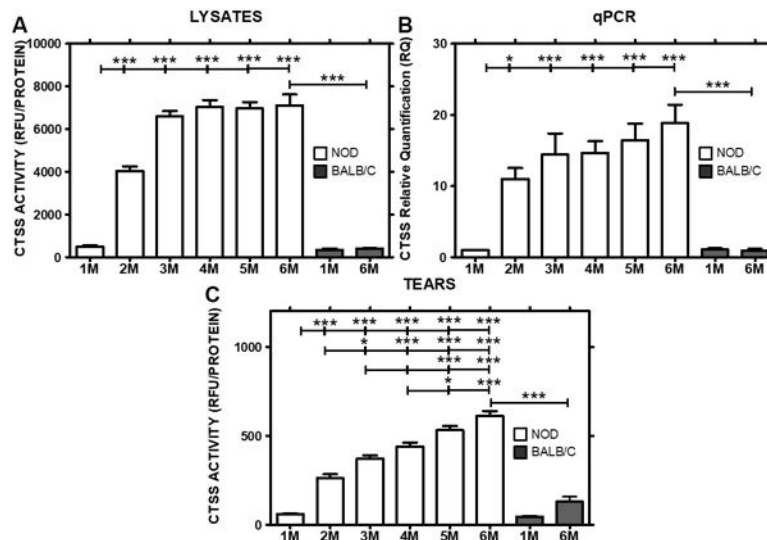 A
LYSATES
CTSS ACTIVITY (RFU/PROTEIN)
10000
8000
6000
4000
2000
0
*** *** *** *** ***
***
NOD
BALB/C
1M 2M 3M 4M 5M 6M 1M 6M
B
qPCR
CTSS Relative Quantification (RQ)
30
20
10
0
* *** *** *** ***
***
NOD
BALB/C
1M 2M 3M 4M 5M 6M 1M 6M
C
TEARS
CTSS ACTIVITY (RFU/PROTEIN)
1000
500
0
*** *** *** *** ***
* *** *** ***
*** ***
* ***
***
NOD
BALB/C
1M 2M 3M 4M 5M 6M 1M 6M